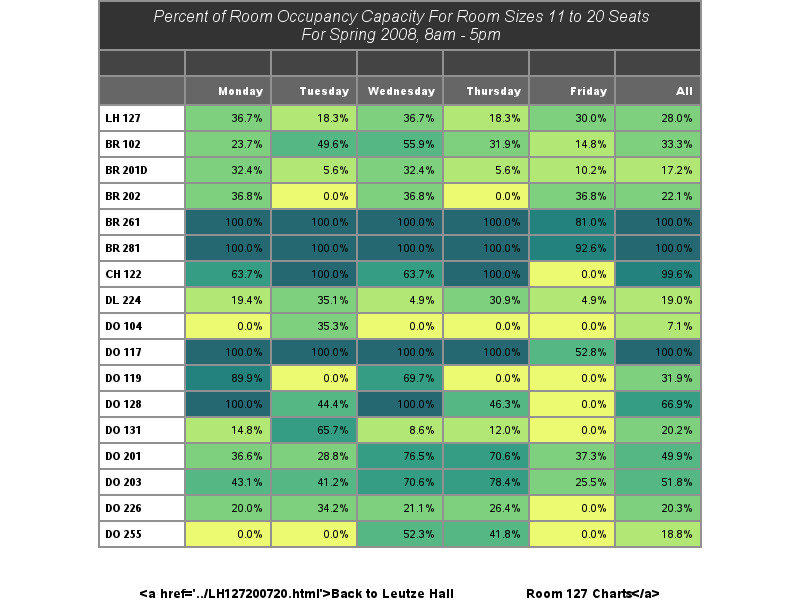 Percent of Room Occupancy Capacity For Room Sizes 11 to 20 Seats
For Spring 2008, 8am - 5pm
Monday Tuesday Wednesday Thursday Friday All
LH 127 36.7% 18.3% 36.7% 18.3% 30.0% 28.0%
BR 102 23.7% 49.6% 55.9% 31.9% 14.8% 33.3%
BR 201D 32.4% 5.6% 32.4% 5.6% 10.2% 17.2%
BR 202 36.8% 0.0% 36.8% 0.0% 36.8% 22.1%
BR 261 100.0% 100.0% 100.0% 100.0% 81.0% 100.0%
BR 281 100.0% 100.0% 100.0% 100.0% 92.6% 100.0%
CH 122 63.7% 100.0% 63.7% 100.0% 0.0% 99.6%
DL 224 19.4% 35.1% 4.9% 30.9% 4.9% 19.0%
DO 104 0.0% 35.3% 0.0% 0.0% 0.0% 7.1%
DO 117 100.0% 100.0% 100.0% 100.0% 52.8% 100.0%
DO 119 89.9% 0.0% 69.7% 0.0% 0.0% 31.9%
DO 128 100.0% 44.4% 100.0% 46.3% 0.0% 66.9%
DO 131 14.8% 65.7% 8.6% 12.0% 0.0% 20.2%
DO 201 36.6% 28.8% 76.5% 70.6% 37.3% 49.9%
DO 203 43.1% 41.2% 70.6% 78.4% 25.5% 51.8%
DO 226 20.0% 34.2% 21.1% 26.4% 0.0% 20.3%
DO 255 0.0% 0.0% 52.3% 41.8% 0.0% 18.8%
<a href='../LH127200720.html'>Back to Leutze Hall Room 127 Charts</a>